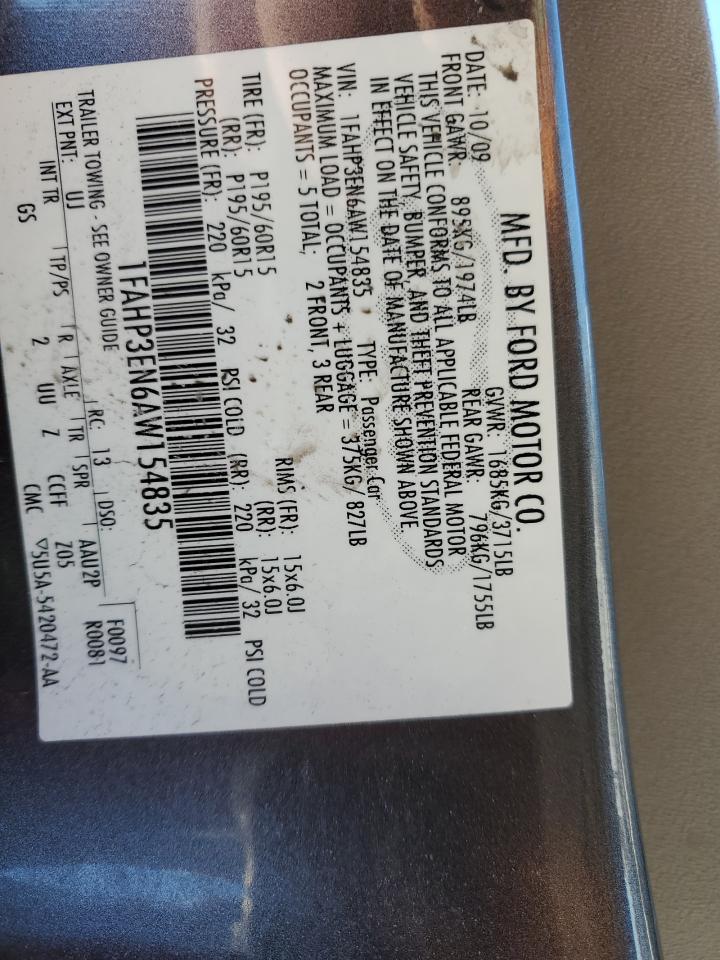 MFD. BY FORD MOTOR CO.
DATE: 10/09 GVWR: 1685KG/3715LB
FRONT GAWR: 895KG/1974LB REAR GAWR: 796KG/1755LB
THIS VEHICLE CONFORMS TO ALL APPLICABLE FEDERAL MOTOR
VEHICLE SAFETY, BUMPER, AND THEFT PREVENTION STANDARDS
IN EFFECT ON THE DATE OF MANUFACTURE SHOWN ABOVE.
VIN: 1FAHP3EN6AW154835 TYPE: Passenger Car
MAXIMUM LOAD = OCCUPANTS + LUGGAGE = 375KG/ 827LB
OCCUPANTS = 5 TOTAL; 2 FRONT, 3 REAR
TIRE (FR): P195/60R15 RIMS (FR): 15x6.0J
(RR): P195/60R15 (RR): 15x6.0J
PRESSURE (FR): 220 kPa/ 32 PSI COLD (RR): 220 kPa/ 32 PSI COLD
1FAHP3EN6AW154835
TRAILER TOWING - SEE OWNER GUIDE F0097
EXT PNT: UJ RC: 13 DSO: R0081
INT TR TP/PS R AXLE TR SPR AAU2P
GS 2 UU Z CCFF Z05
CMC ▽5U5A-5420472-AA